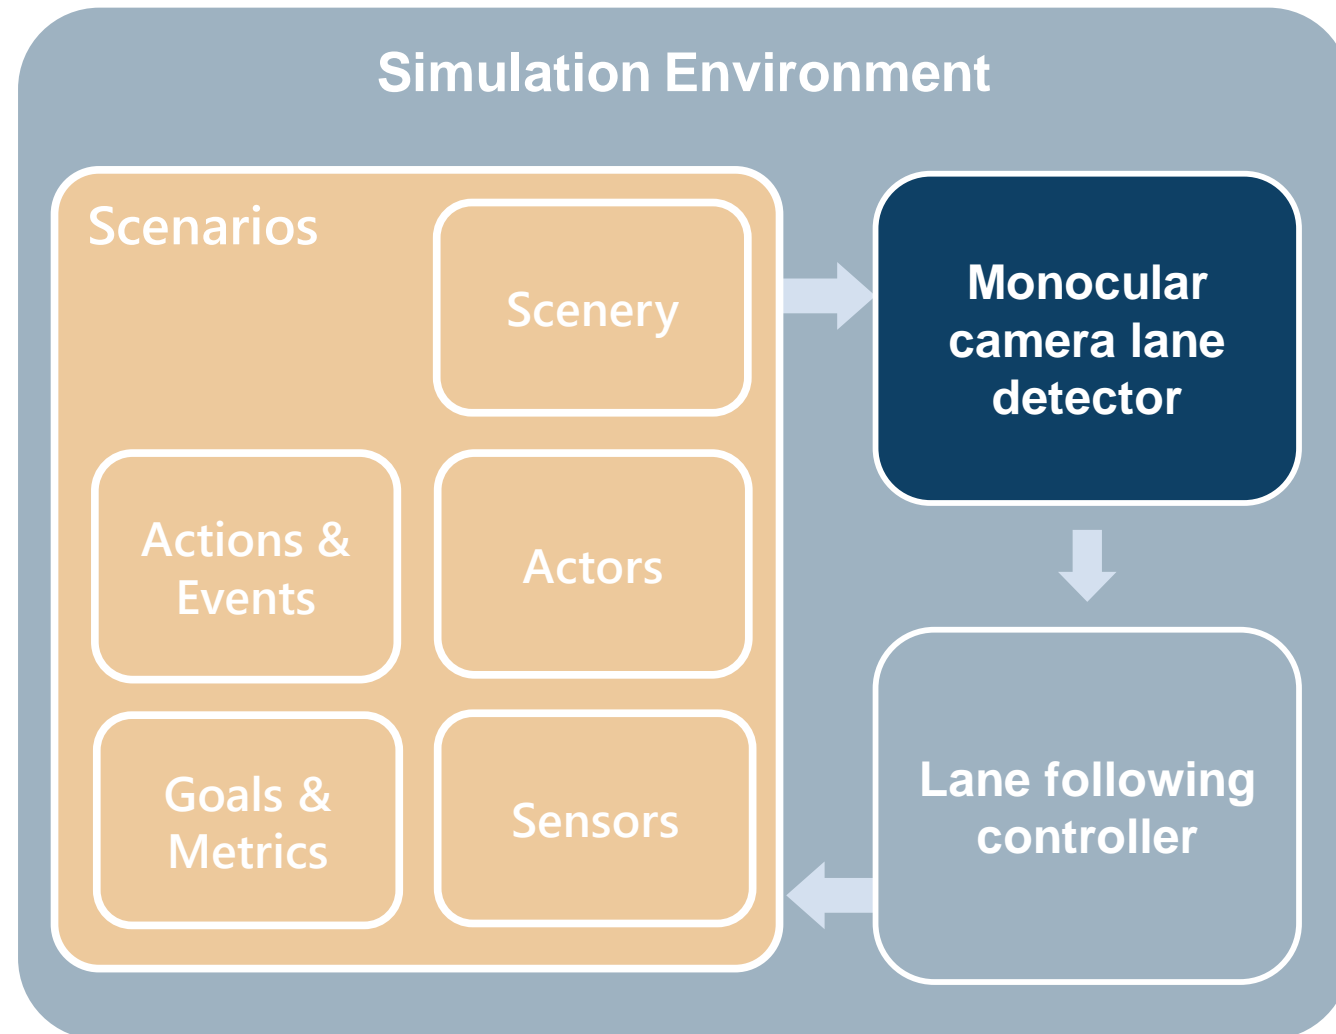 Simulation Environment
Scenarios
Scenery
Actions &
Events
Actors
Goals &
Metrics
Sensors
Monocular
camera lane
detector
Lane following
controller